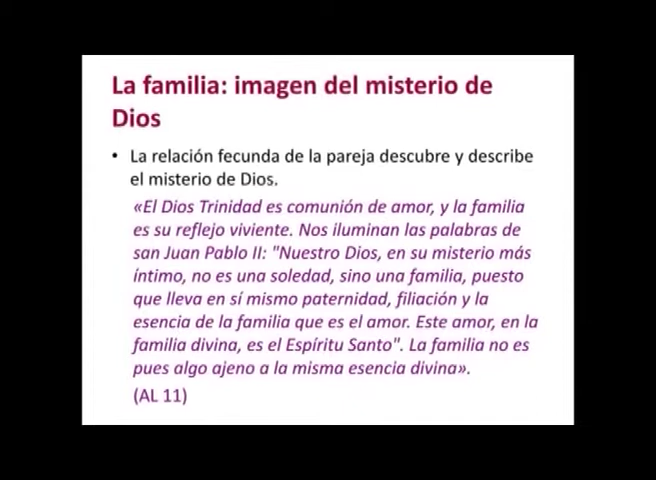 La familia: imagen del misterio de
Dios
• La relación fecunda de la pareja descubre y describe
el misterio de Dios.
«El Dios Trinidad es comunión de amor, y la familia
es su reflejo viviente. Nos iluminan las palabras de
san Juan Pablo II: "Nuestro Dios, en su misterio más
íntimo, no es una soledad, sino una familia, puesto
que lleva en sí mismo paternidad, filiación y la
esencia de la familia que es el amor. Este amor, en la
familia divina, es el Espíritu Santo". La familia no es
pues algo ajeno a la misma esencia divina».
(AL 11)